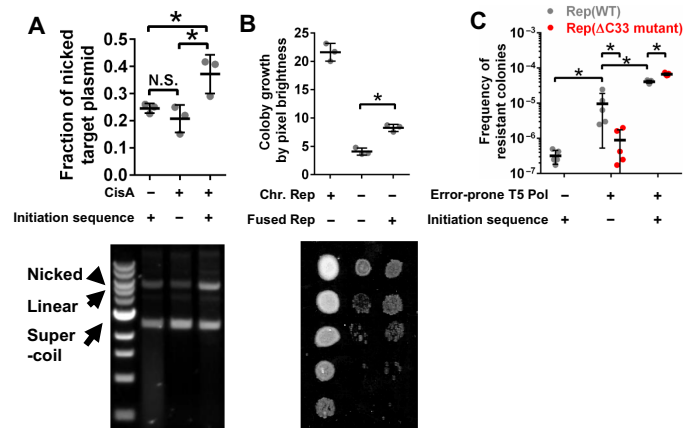 A
Fraction of nicked
target plasmid
0.5
0.4
0.3
0.2
0.1
0.0
*
*
N.S.
CisA
– + +
Initiation sequence
+ – +
Nicked
Linear
Super
-coil
B
Coloby growth
by pixel brightness
25
20
15
10
5
0
*
Chr. Rep
+ – –
Fused Rep
– – +
C
Rep(WT)
Rep(ΔC33 mutant)
Frequency of
resistant colonies
10⁻³
10⁻⁴
10⁻⁵
10⁻⁶
10⁻⁷
*
*
*
*
Error-prone T5 Pol
– + +
Initiation sequence
+ – +